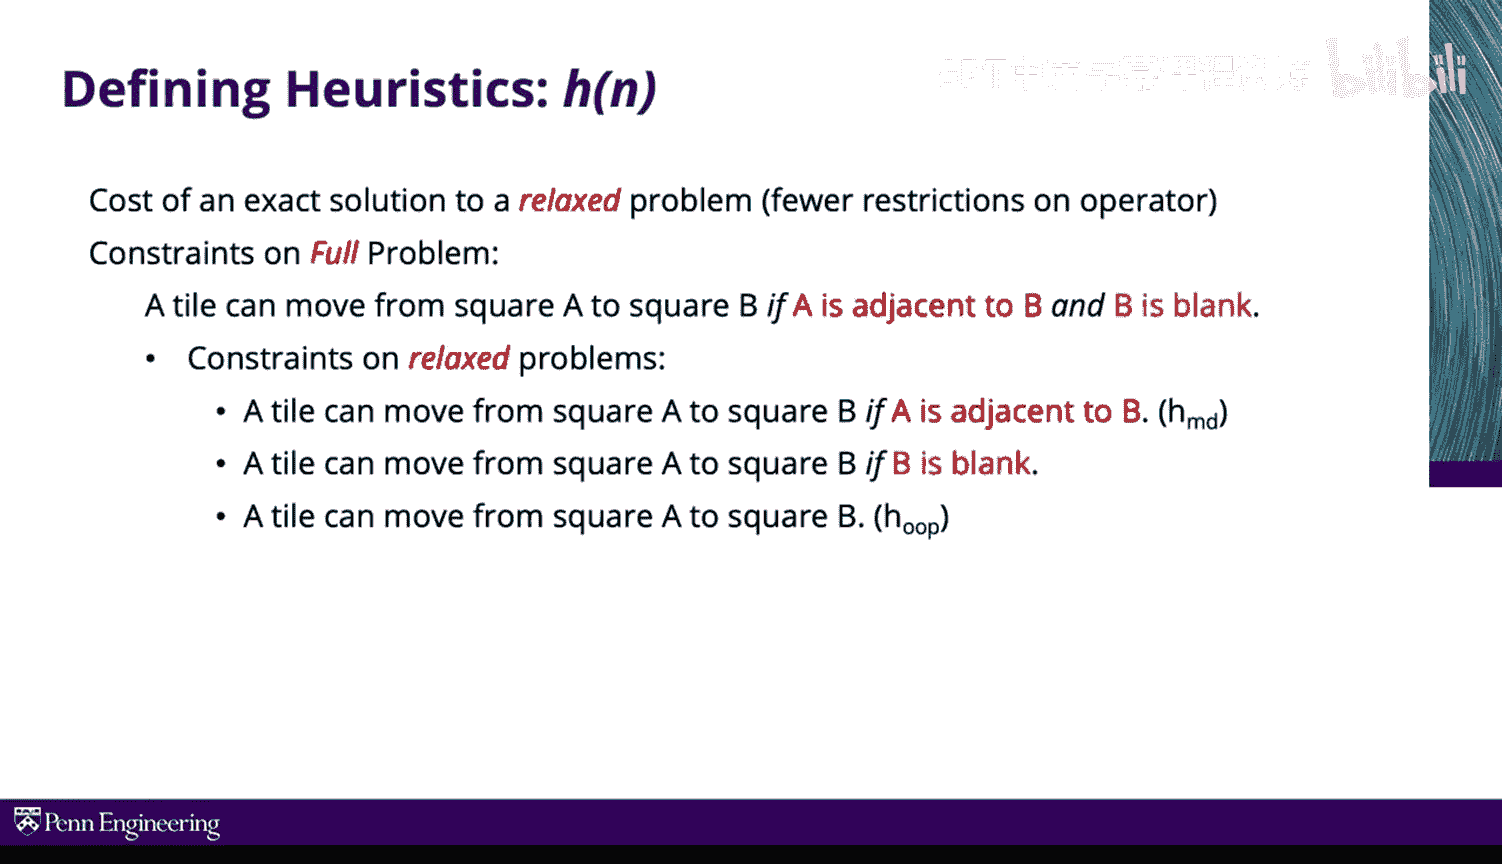 Defining Heuristics: h(n)
bilibili
Cost of an exact solution to a relaxed problem (fewer restrictions on operator)
Constraints on Full Problem:
A tile can move from square A to square B if A is adjacent to B and B is blank.
• Constraints on relaxed problems:
• A tile can move from square A to square B if A is adjacent to B. (hmd)
• A tile can move from square A to square B if B is blank.
• A tile can move from square A to square B. (hoop)
Penn Engineering